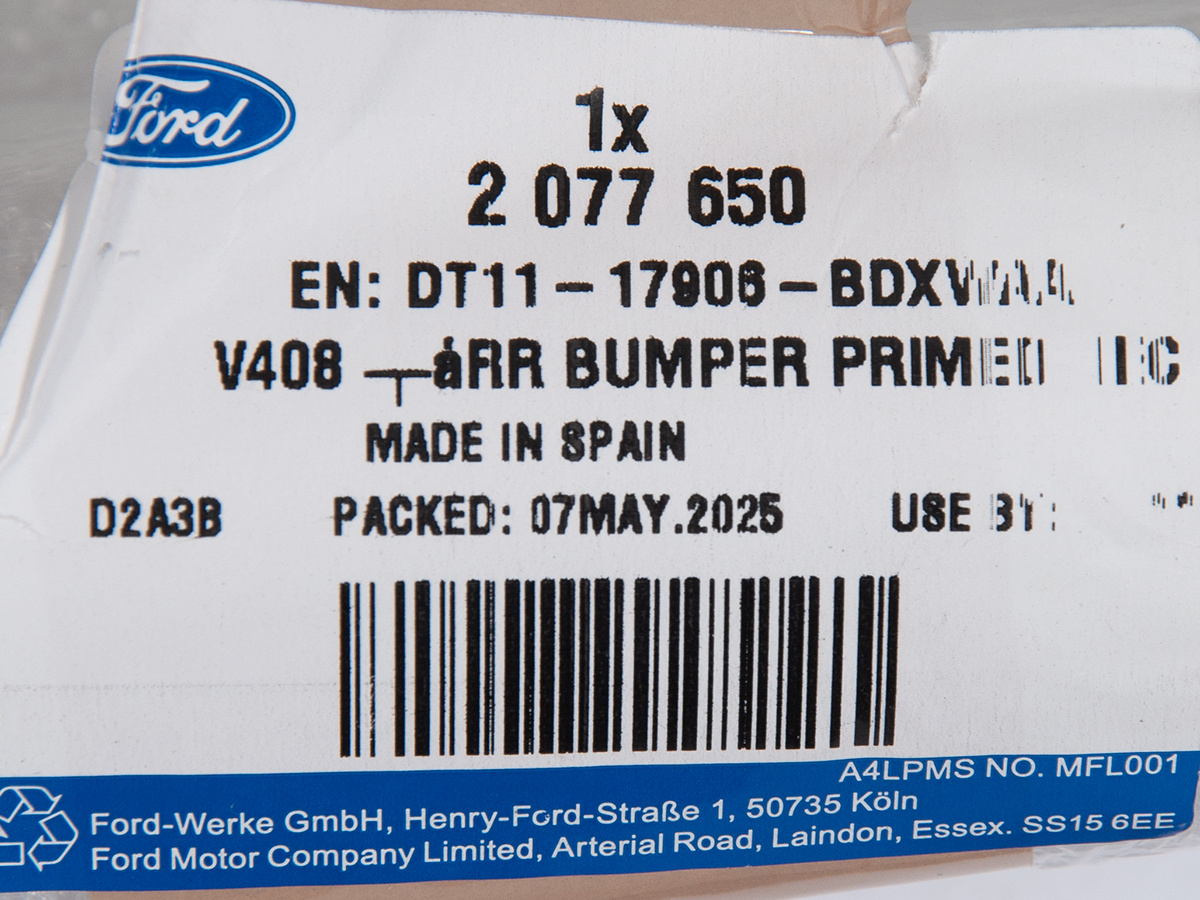 Ford
1x
2 077 650
EN: DT11-17906-
V408 RR BUMPER PRIMED
MADE IN SPAIN
D2A3B PACKED: 07MAY.2025 USE BY:
A4LPMS NO. MFL001
Ford-Werke GmbH, Henry-Ford-Straße 1, 50735 Köln
Ford Motor Company Limited, Arterial Road, Laindon, Essex. SS15 6EE